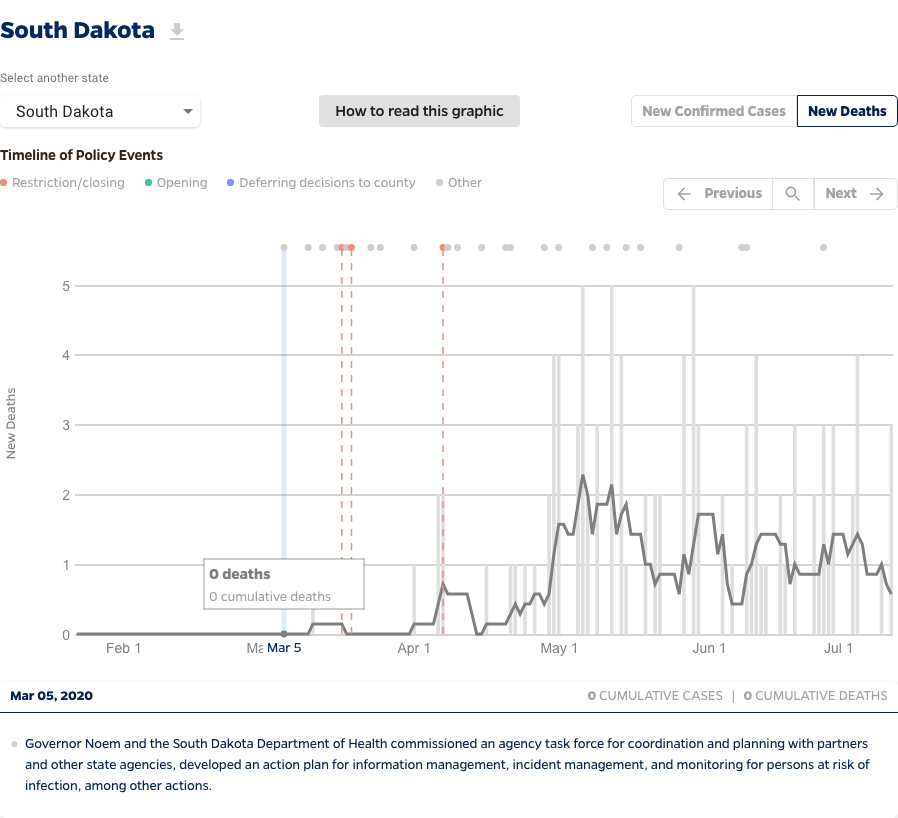 South Dakota
Select another state
South Dakota
How to read this graphic
New Confirmed Cases
New Deaths
Timeline of Policy Events
Restriction/closing
Opening
Deferring decisions to county
Other
Previous
Next
5
4
3
2
1
0
New Deaths
0 deaths
0 cumulative deaths
Feb 1
Ma
Mar 5
Apr 1
May 1
Jun 1
Jul 1
Mar 05, 2020
0 CUMULATIVE CASES | 0 CUMULATIVE DEATHS
Governor Noem and the South Dakota Department of Health commissioned an agency task force for coordination and planning with partners
and other state agencies, developed an action plan for information management, incident management, and monitoring for persons at risk of
infection, among other actions.